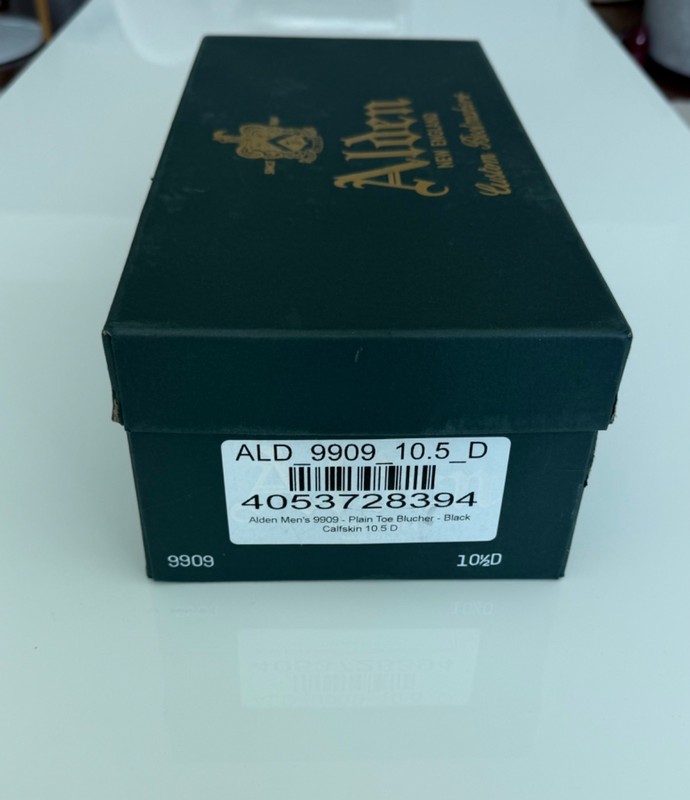 Alden
NEW ENGLAND
Custom Bootmakers
ALD_9909_10.5_D
4053728394
Alden Men's 9909 - Plain Toe Blucher - Black
Calfskin 10.5 D
9909
10½D